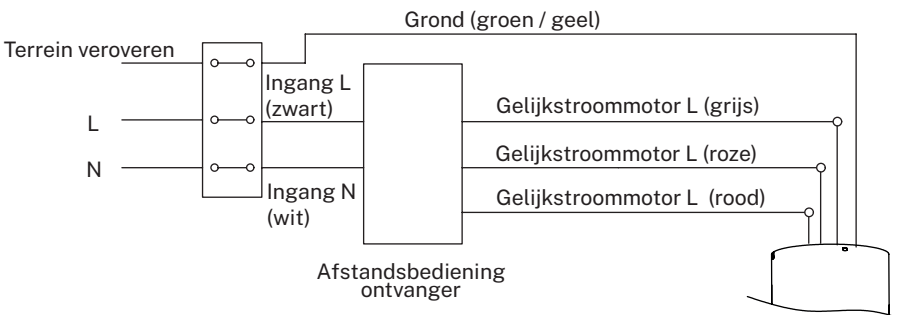 Grond (groen / geel)
Terrein veroveren
Ingang L
(zwart)
L
Gelijkstroommotor L (grijs)
N
Gelijkstroommotor L (roze)
Ingang N
(wit)
Gelijkstroommotor L (rood)
Afstandsbediening
ontvanger